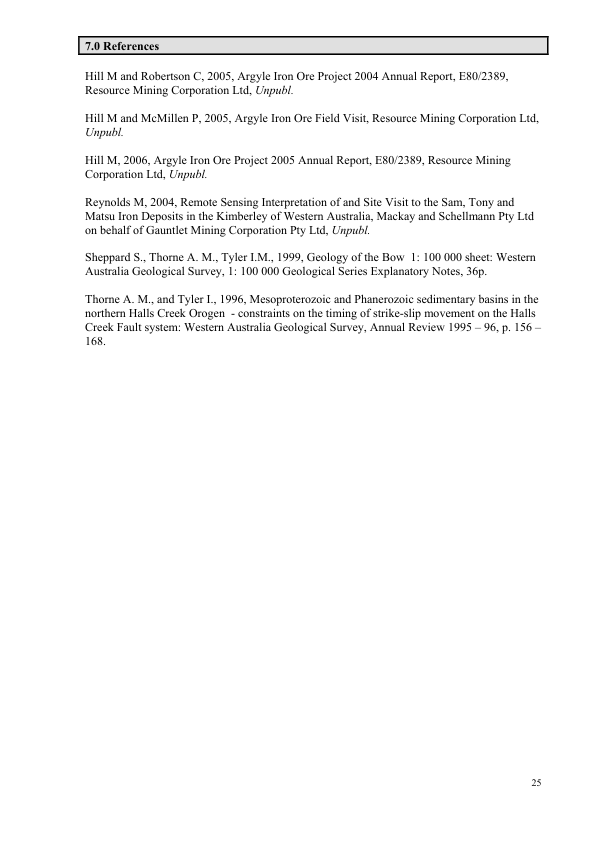 7.0 References
Hill M and Robertson C, 2005, Argyle Iron Ore Project 2004 Annual Report, E80/2389,
Resource Mining Corporation Ltd, Unpubl.
Hill M and McMillen P, 2005, Argyle Iron Ore Field Visit, Resource Mining Corporation Ltd,
Unpubl.
Hill M, 2006, Argyle Iron Ore Project 2005 Annual Report, E80/2389, Resource Mining
Corporation Ltd, Unpubl.
Reynolds M, 2004, Remote Sensing Interpretation of and Site Visit to the Sam, Tony and
Matsu Iron Deposits in the Kimberley of Western Australia, Mackay and Schellmann Pty Ltd
on behalf of Gauntlet Mining Corporation Pty Ltd, Unpubl.
Sheppard S., Thorne A. M., Tyler I.M., 1999, Geology of the Bow  1: 100 000 sheet: Western
Australia Geological Survey, 1: 100 000 Geological Series Explanatory Notes, 36p.
Thorne A. M., and Tyler I., 1996, Mesoproterozoic and Phanerozoic sedimentary basins in the
northern Halls Creek Orogen  - constraints on the timing of strike-slip movement on the Halls
Creek Fault system: Western Australia Geological Survey, Annual Review 1995 – 96, p. 156 –
168.
25